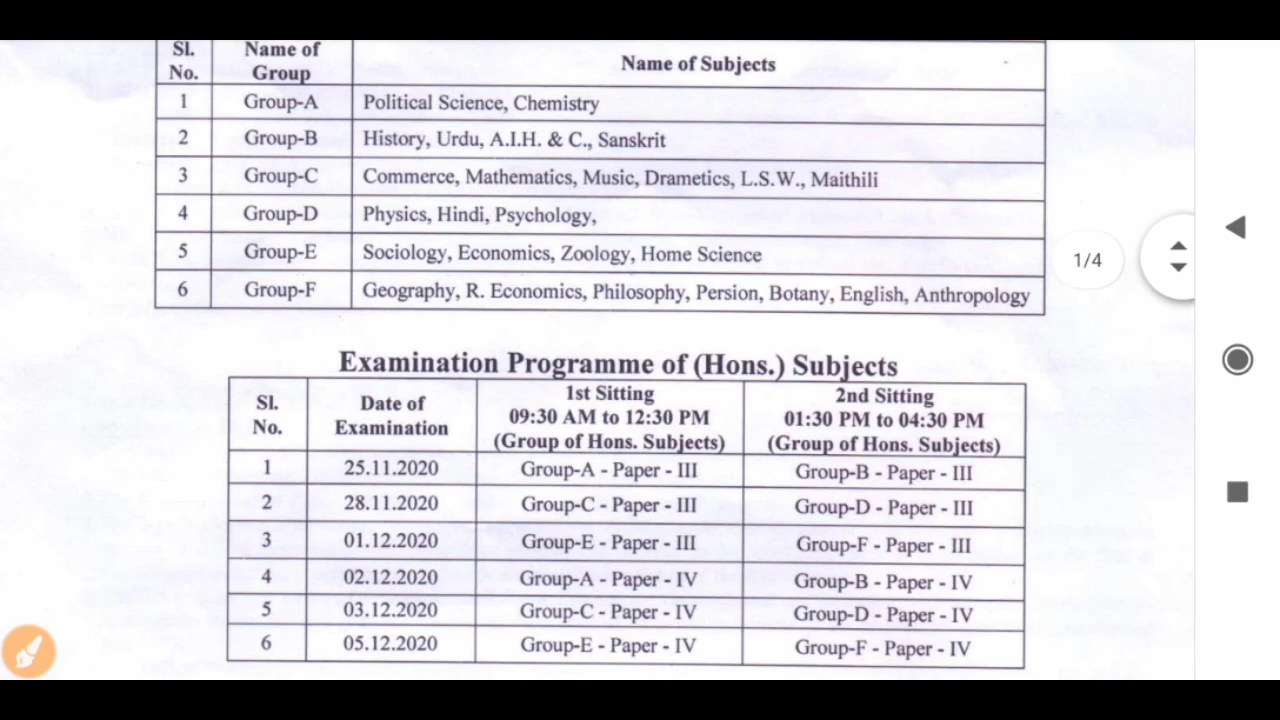 Sl. No. Name of Group Name of Subjects
1 Group-A Political Science, Chemistry
2 Group-B History, Urdu, A.I.H. & C., Sanskrit
3 Group-C Commerce, Mathematics, Music, Drametics, L.S.W., Maithili
4 Group-D Physics, Hindi, Psychology,
5 Group-E Sociology, Economics, Zoology, Home Science
6 Group-F Geography, R. Economics, Philosophy, Persion, Botany, English, Anthropology
1/4
Examination Programme of (Hons.) Subjects
Sl. No. Date of Examination 1st Sitting 09:30 AM to 12:30 PM (Group of Hons. Subjects) 2nd Sitting 01:30 PM to 04:30 PM (Group of Hons. Subjects)
1 25.11.2020 Group-A - Paper - III Group-B - Paper - III
2 28.11.2020 Group-C - Paper - III Group-D - Paper - III
3 01.12.2020 Group-E - Paper - III Group-F - Paper - III
4 02.12.2020 Group-A - Paper - IV Group-B - Paper - IV
5 03.12.2020 Group-C - Paper - IV Group-D - Paper - IV
6 05.12.2020 Group-E - Paper - IV Group-F - Paper - IV